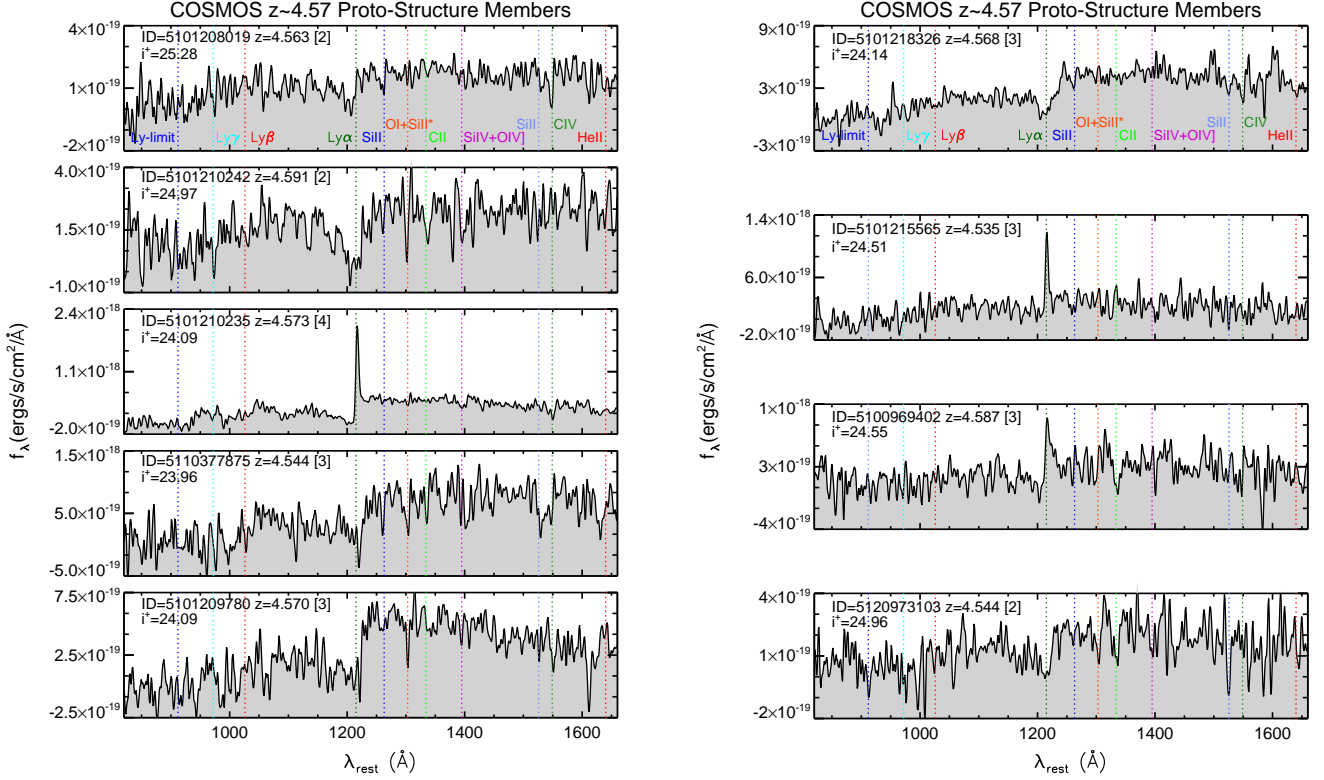 COSMOS z~4.57 Proto-Structure Members
4×10⁻¹⁹
1×10⁻¹⁹
-2×10⁻¹⁹
ID=5101208019 z=4.563 [2]
i⁺=25.28
Ly-limit Lyγ Lyβ Lyα SiII OI+SiII* CII SiIV+OIV] SiII CIV HeII
4.0×10⁻¹⁹
1.5×10⁻¹⁹
-1.0×10⁻¹⁹
ID=5101210242 z=4.591 [2]
i⁺=24.97
2.4×10⁻¹⁸
1.1×10⁻¹⁸
-2.0×10⁻¹⁹
ID=5101210235 z=4.573 [4]
i⁺=24.09
1.5×10⁻¹⁸
5.0×10⁻¹⁹
-5.0×10⁻¹⁹
ID=5110377875 z=4.544 [3]
i⁺=23.96
7.5×10⁻¹⁹
2.5×10⁻¹⁹
-2.5×10⁻¹⁹
ID=5101209780 z=4.570 [3]
i⁺=24.09
1000 1200 1400 1600
λrest (Å)
fλ(ergs/s/cm²/Å)
COSMOS z~4.57 Proto-Structure Members
9×10⁻¹⁹
3×10⁻¹⁹
-3×10⁻¹⁹
ID=5101218326 z=4.568 [3]
i⁺=24.14
Ly-limit Lyγ Lyβ Lyα SiII OI+SiII* CII SiIV+OIV] SiII CIV HeII
1.4×10⁻¹⁸
6.0×10⁻¹⁹
-2.0×10⁻¹⁹
ID=5101215565 z=4.535 [3]
i⁺=24.51
1×10⁻¹⁸
3×10⁻¹⁹
-4×10⁻¹⁹
ID=5100969402 z=4.587 [3]
i⁺=24.55
4×10⁻¹⁹
1×10⁻¹⁹
-2×10⁻¹⁹
ID=5120973103 z=4.544 [2]
i⁺=24.96
1000 1200 1400 1600
λrest (Å)
fλ(ergs/s/cm²/Å)